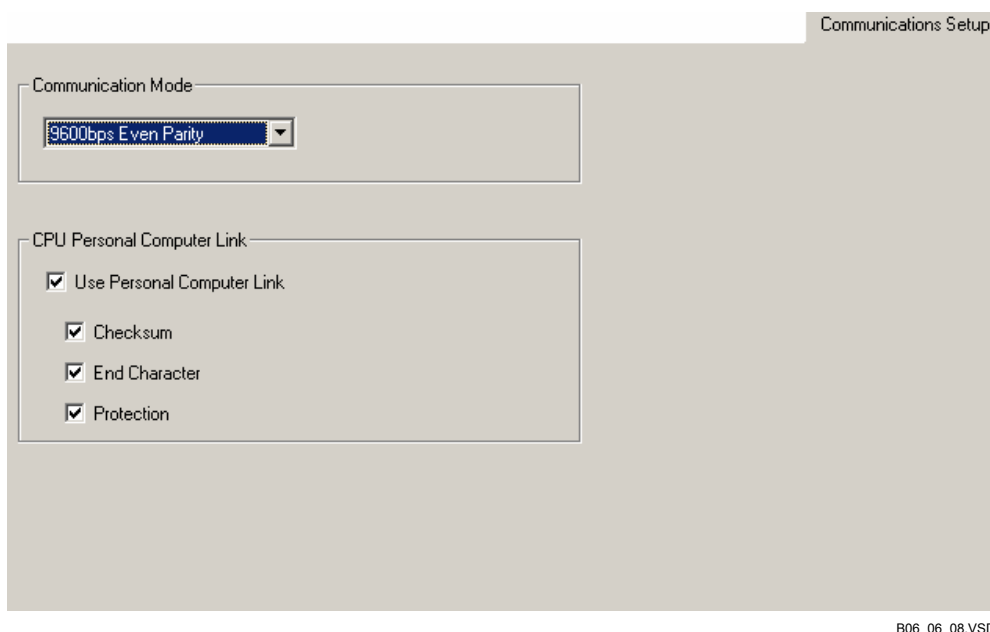 Communications Setup
Communication Mode
9600bps Even Parity
CPU Personal Computer Link
Use Personal Computer Link
Checksum
End Character
Protection
B06_06_08.VSD